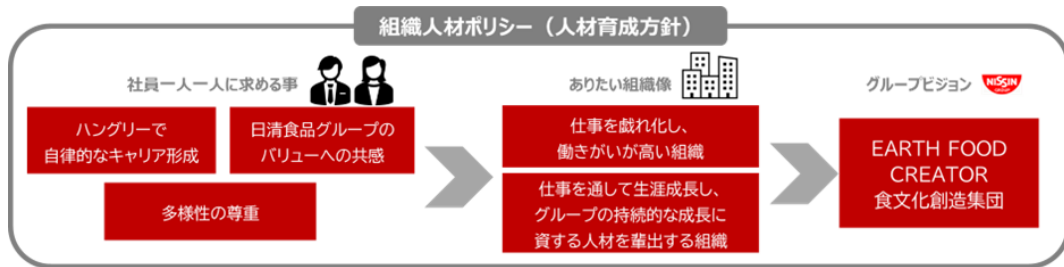 組織人材ポリシー（人材育成方針）
社員一人一人に求める事
ハングリーで
自律的なキャリア形成
日清食品グループの
バリューへの共感
多様性の尊重
ありたい組織像
仕事を戯れ化し、
働きがいが高い組織
仕事を通して生涯成長し、
グループの持続的な成長に
資する人材を輩出する組織
グループビジョン
NISSIN
GROUP
EARTH FOOD
CREATOR
食文化創造集団